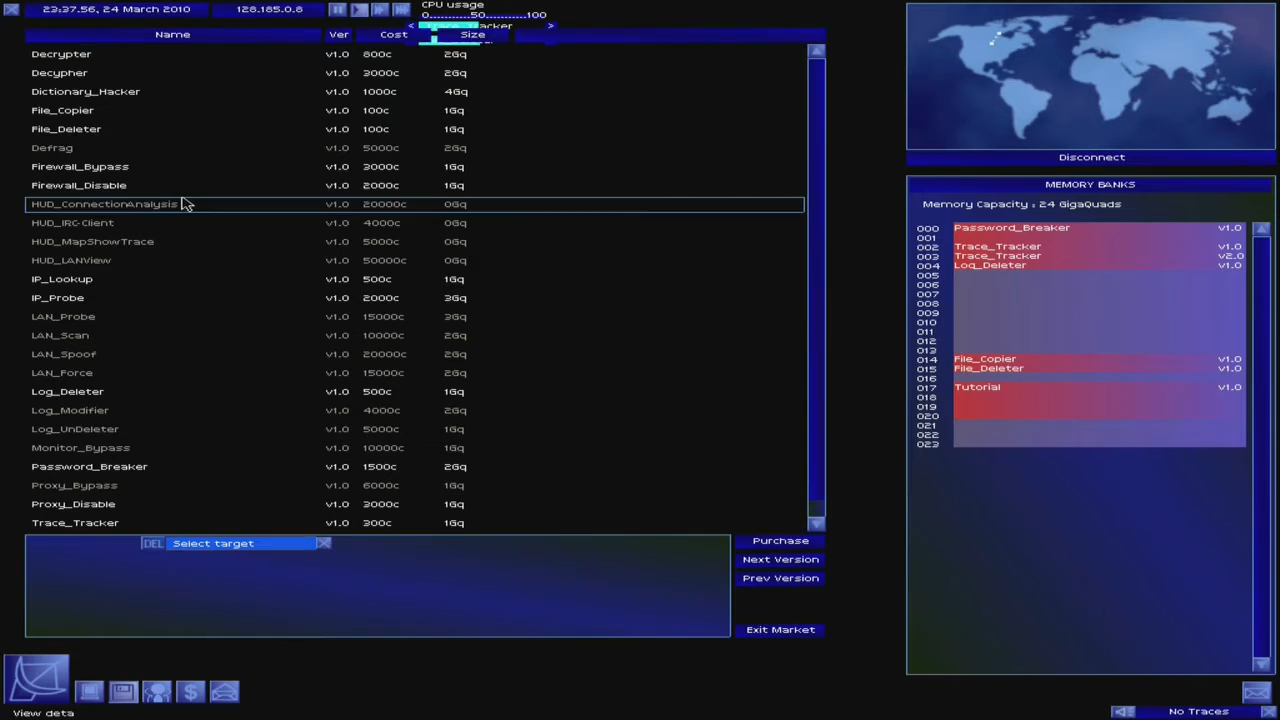 23:37.56, 24 March 2010
128.185.0.8
CPU usage
0.........50.........100
< Trace_Tracker >
Name Ver Cost Size
Decrypter v1.0 800c 2Gq
Decypher v1.0 3000c 2Gq
Dictionary_Hacker v1.0 1000c 4Gq
File_Copier v1.0 100c 1Gq
File_Deleter v1.0 100c 1Gq
Defrag v1.0 5000c 2Gq
Firewall_Bypass v1.0 3000c 1Gq
Firewall_Disable v1.0 2000c 1Gq
HUD_ConnectionAnalysis v1.0 20000c 0Gq
HUD_IRC-Client v1.0 4000c 0Gq
HUD_MapShowTrace v1.0 5000c 0Gq
HUD_LANView v1.0 50000c 0Gq
IP_Lookup v1.0 500c 1Gq
IP_Probe v1.0 2000c 3Gq
LAN_Probe v1.0 15000c 3Gq
LAN_Scan v1.0 10000c 2Gq
LAN_Spoof v1.0 20000c 2Gq
LAN_Force v1.0 15000c 2Gq
Log_Deleter v1.0 500c 1Gq
Log_Modifier v1.0 4000c 2Gq
Log_UnDeleter v1.0 5000c 1Gq
Monitor_Bypass v1.0 10000c 1Gq
Password_Breaker v1.0 1500c 2Gq
Proxy_Bypass v1.0 6000c 1Gq
Proxy_Disable v1.0 3000c 1Gq
Trace_Tracker v1.0 300c 1Gq
DEL Select target
Purchase
Next Version
Prev Version
Exit Market
View deta
Disconnect
MEMORY BANKS
Memory Capacity : 24 GigaQuads
000 Password_Breaker v1.0
001
002 Trace_Tracker v1.0
003 Trace_Tracker v2.0
004 Log_Deleter v1.0
005
006
007
008
009
010
011
012
013
014 File_Copier v1.0
015 File_Deleter v1.0
016
017 Tutorial v1.0
018
019
020
021
022
023
No Traces